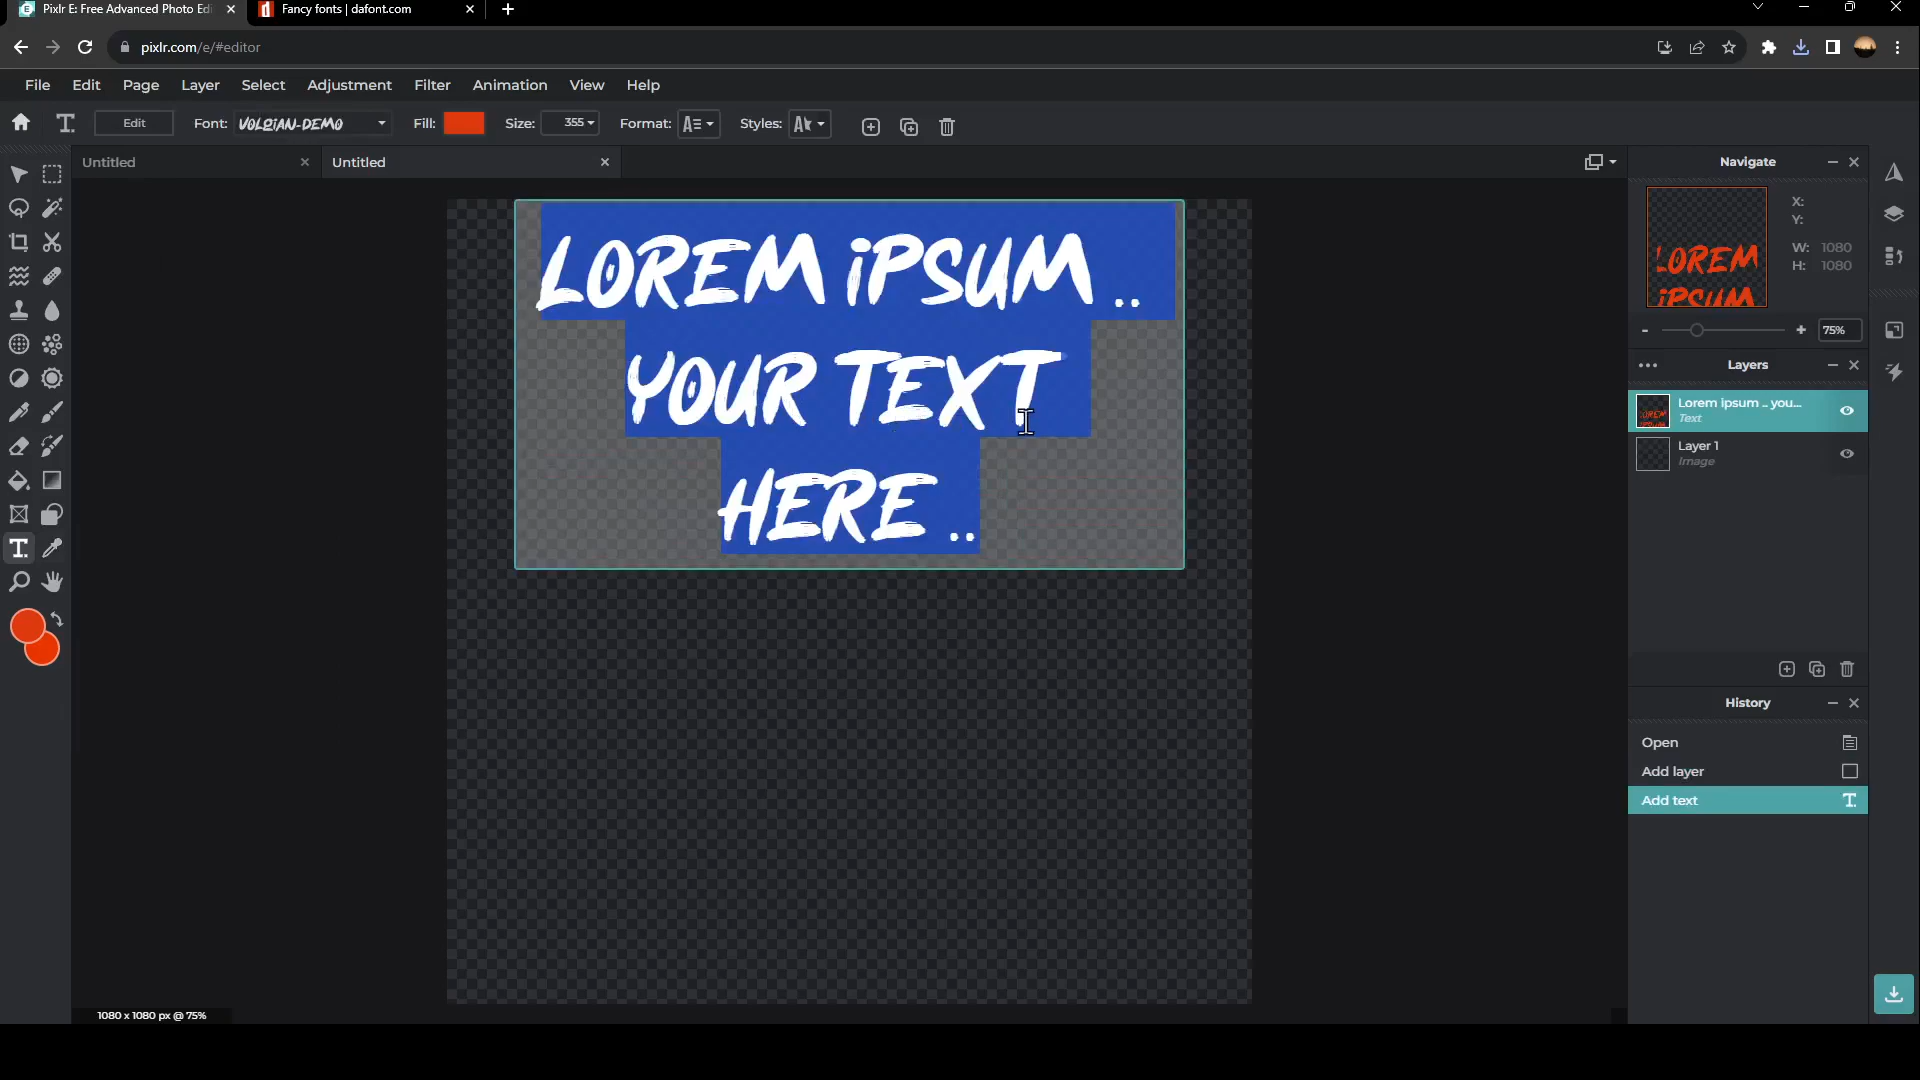 Pixlr E: Free Advanced Photo Edi
Fancy fonts | dafont.com
pixlr.com/e/#editor
File Edit Page Layer Select Adjustment Filter Animation View Help
Edit Font: VOLGIAN-DEMO Fill: Size: 355 Format: Styles:
Untitled Untitled
Navigate
X:
Y:
W: 1080
H: 1080
LOREM
IPSUM
- + 75%
LOREM iPSUM ..
YOUR TEXT
HERE ..
Layers
Lorem ipsum .. you...
Text
Layer 1
Image
History
Open
Add layer
Add text
1080 x 1080 px @ 75%